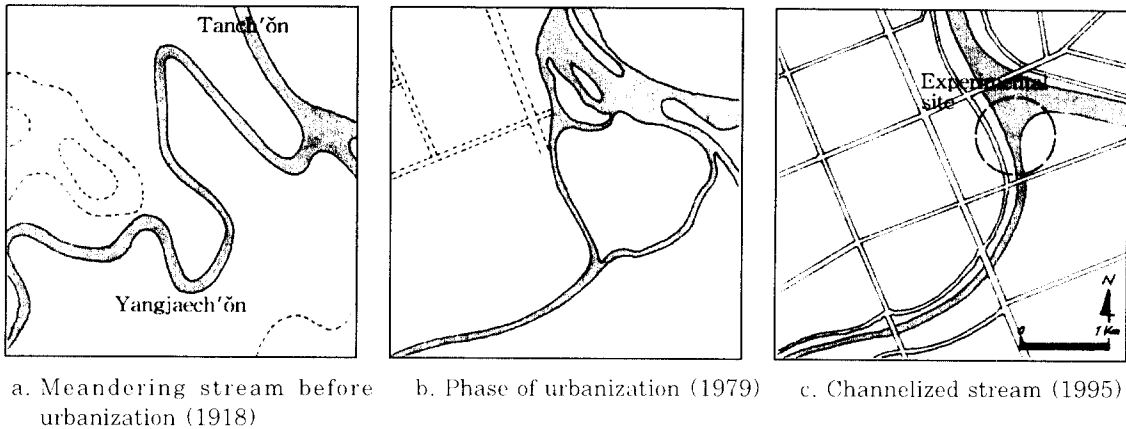 Tanch'ŏn
Yangjaech'ŏn
Experimental
site
N
0 1 Km
a. Meandering stream before
urbanization (1918)
b. Phase of urbanization (1979)
c. Channelized stream (1995)